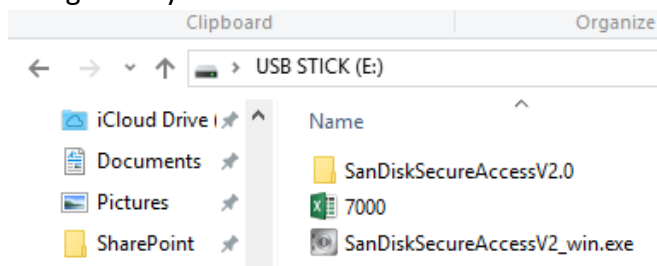 Clipboard Organize
USB STICK (E:)
iCloud Drive (
Documents
Pictures
SharePoint
Name
SanDiskSecureAccessV2.0
7000
SanDiskSecureAccessV2_win.exe